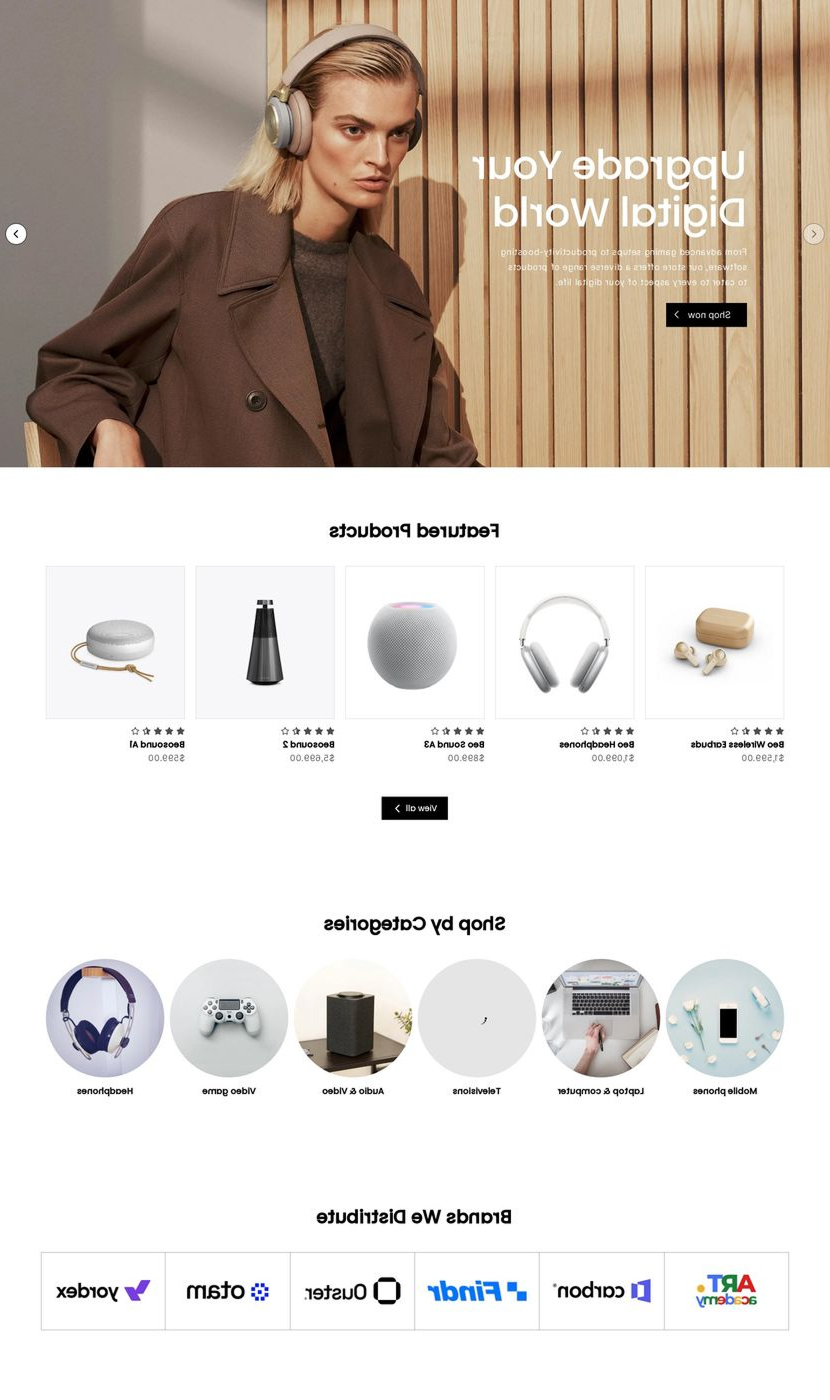 Upgrade Your
Digital World
From advanced gaming setups to productivity-boosting
software, our store offers a diverse range of products
to cater to every aspect of your digital life.
Shop now
Featured Products
Beo Wireless Earbuds
$1,599.00
Beo Headphones
$1,099.00
Beo Sound A3
$899.00
Beosound 2
$5,699.00
Beosound A1
$599.00
View all
Shop by Categories
Mobile phones
Laptop & computer
Televisions
Audio & Video
Video game
Headphones
Brands We Distribute
ART.
academy
carbon
Findr
Ouster
otam
yordex